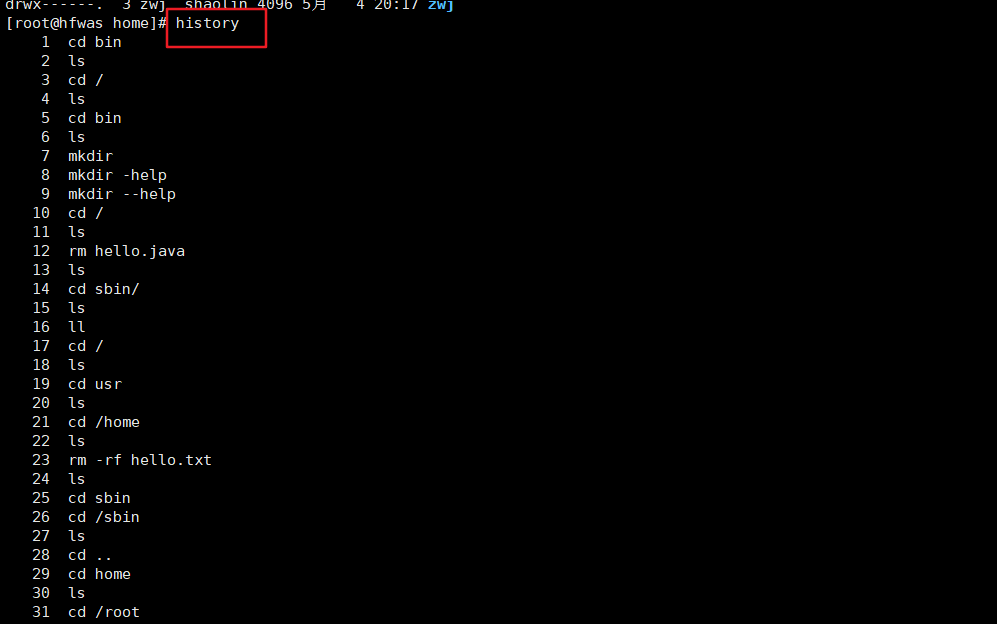 drwx------.  3 zwj  shaolin 4096 5月   4 20:17 zwj
[root@hfwas home]# history
    1  cd bin
    2  ls
    3  cd /
    4  ls
    5  cd bin
    6  ls
    7  mkdir
    8  mkdir -help
    9  mkdir --help
   10  cd /
   11  ls
   12  rm hello.java
   13  ls
   14  cd sbin/
   15  ls
   16  ll
   17  cd /
   18  ls
   19  cd usr
   20  ls
   21  cd /home
   22  ls
   23  rm -rf hello.txt
   24  ls
   25  cd sbin
   26  cd /sbin
   27  ls
   28  cd ..
   29  cd home
   30  ls
   31  cd /root